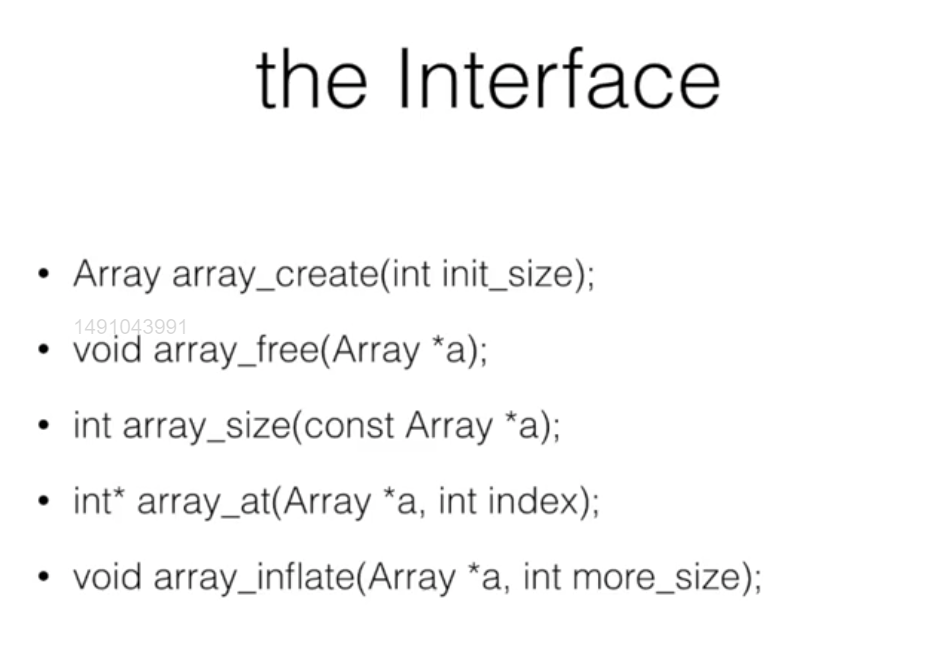 the Interface
• Array array_create(int init_size);
1491043991
• void array_free(Array *a);
• int array_size(const Array *a);
• int* array_at(Array *a, int index);
• void array_inflate(Array *a, int more_size);